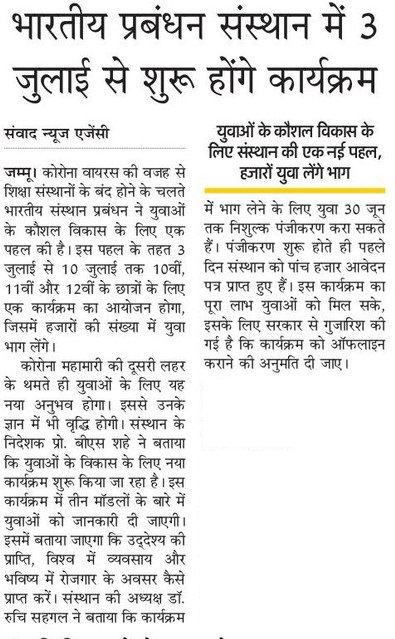 भारतीय प्रबंधन संस्थान में 3
जुलाई से शुरू होंगे कार्यक्रम
संवाद न्यूज एजेंसी
जम्मू। कोरोना वायरस की वजह से
शिक्षा संस्थानों के बंद होने के चलते
भारतीय संस्थान प्रबंधन ने युवाओं
के कौशल विकास के लिए एक
पहल की है। इस पहल के तहत 3
जुलाई से 10 जुलाई तक 10वीं,
11वीं और 12वीं के छात्रों के लिए
एक कार्यक्रम का आयोजन होगा,
जिसमें हजारों की संख्या में युवा
भाग लेंगे।
कोरोना महामारी की दूसरी लहर
के थमते ही युवाओं के लिए यह
नया अनुभव होगा। इससे उनके
ज्ञान में भी वृद्धि होगी। संस्थान के
निदेशक प्रो. बीएस शहे ने बताया
कि युवाओं के विकास के लिए नया
कार्यक्रम शुरू किया जा रहा है। इस
कार्यक्रम में तीन मॉडलों के बारे में
युवाओं को जानकारी दी जाएगी।
इसमें बताया जाएगा कि उद्देश्य की
प्राप्ति, विश्व में व्यवसाय और
भविष्य में रोजगार के अवसर कैसे
प्राप्त करें। संस्थान की अध्यक्ष डॉ.
रुचि सहगल ने बताया कि कार्यक्रम
युवाओं के कौशल विकास के
लिए संस्थान की एक नई पहल,
हजारों युवा लेंगे भाग
में भाग लेने के लिए युवा 30 जून
तक निशुल्क पंजीकरण करा सकते
हैं। पंजीकरण शुरू होते ही पहले
दिन संस्थान को पांच हजार आवेदन
पत्र प्राप्त हुए हैं। इस कार्यक्रम का
पूरा लाभ युवाओं को मिल सके,
इसके लिए सरकार से गुजारिश की
गई है कि कार्यक्रम को ऑफलाइन
कराने की अनुमति दी जाए।